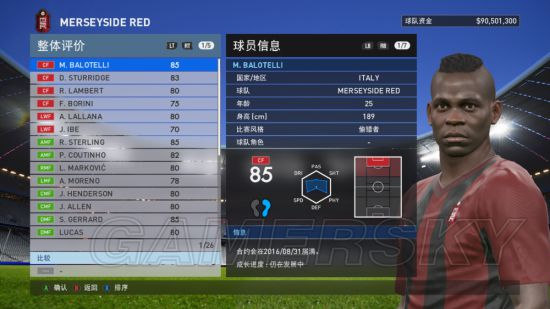 MERSEYSIDE RED
球队资金 $90,501,300
整体评价 LT RT 1/5
CF M. BALOTELLI 85
CF D. STURRIDGE 83
CF R. LAMBERT 80
CF F. BORINI 75
LWF A. LALLANA 80
LWF J. IBE 70
AMF R. STERLING 85
AMF P. COUTINHO 82
LMF L. MARKOVIĆ 80
LMF A. MORENO 78
CMF J. HENDERSON 80
CMF J. ALLEN 80
DMF S. GERRARD 85
DMF LUCAS 80
1/26
比较
-
球员信息 LB RB 1/7
M. BALOTELLI
国家/地区 ITALY
球队 MERSEYSIDE RED
年龄 25
身高[cm] 189
比赛风格 偷猎者
球队角色 -
CF
85
PAS
DRI SHT
SPD PHY
DEF
信息
合约会在2016/08/31届满。
成长进度:仍在发展中
GAMERSKY
A 确认 B 返回 X 排序